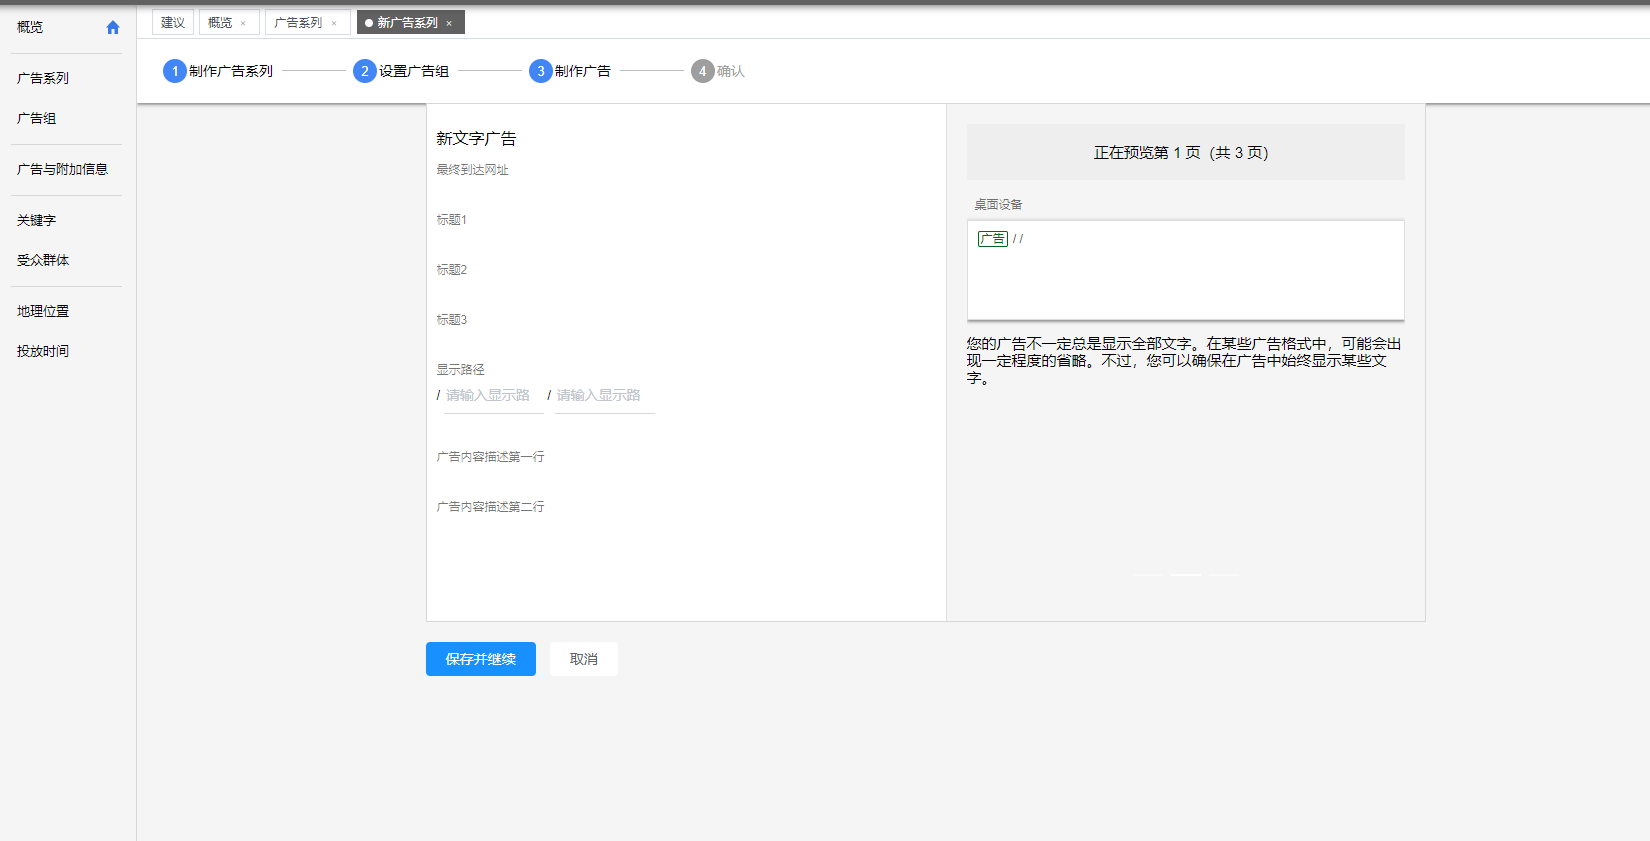 概览
广告系列
广告组
广告与附加信息
关键字
受众群体
地理位置
投放时间
建议
概览 ×
广告系列 ×
新广告系列 ×
1 制作广告系列
2 设置广告组
3 制作广告
4 确认
新文字广告
最终到达网址
标题1
标题2
标题3
显示路径
/ 请输入显示路 / 请输入显示路
广告内容描述第一行
广告内容描述第二行
正在预览第 1 页（共 3 页）
桌面设备
广告 / /
您的广告不一定总是显示全部文字。在某些广告格式中，可能会出
现一定程度的省略。不过，您可以确保在广告中始终显示某些文
字。
保存并继续
取消